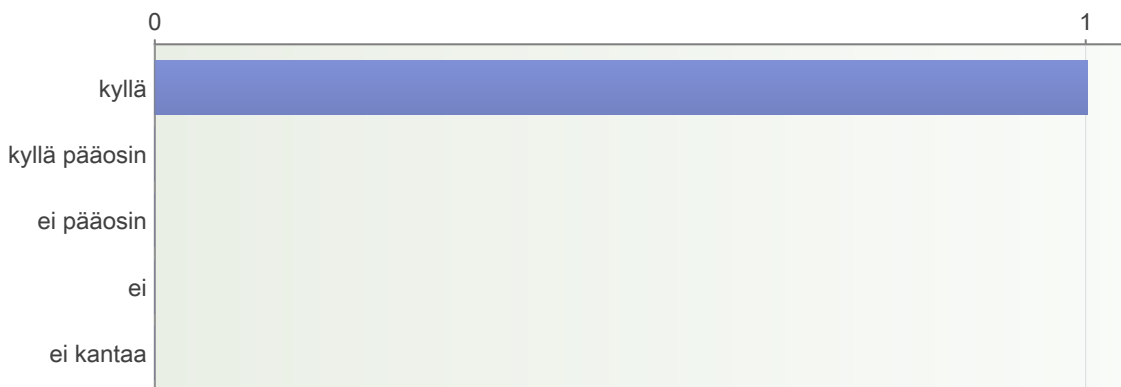 0 1
kyllä
kyllä pääosin
ei pääosin
ei
ei kantaa